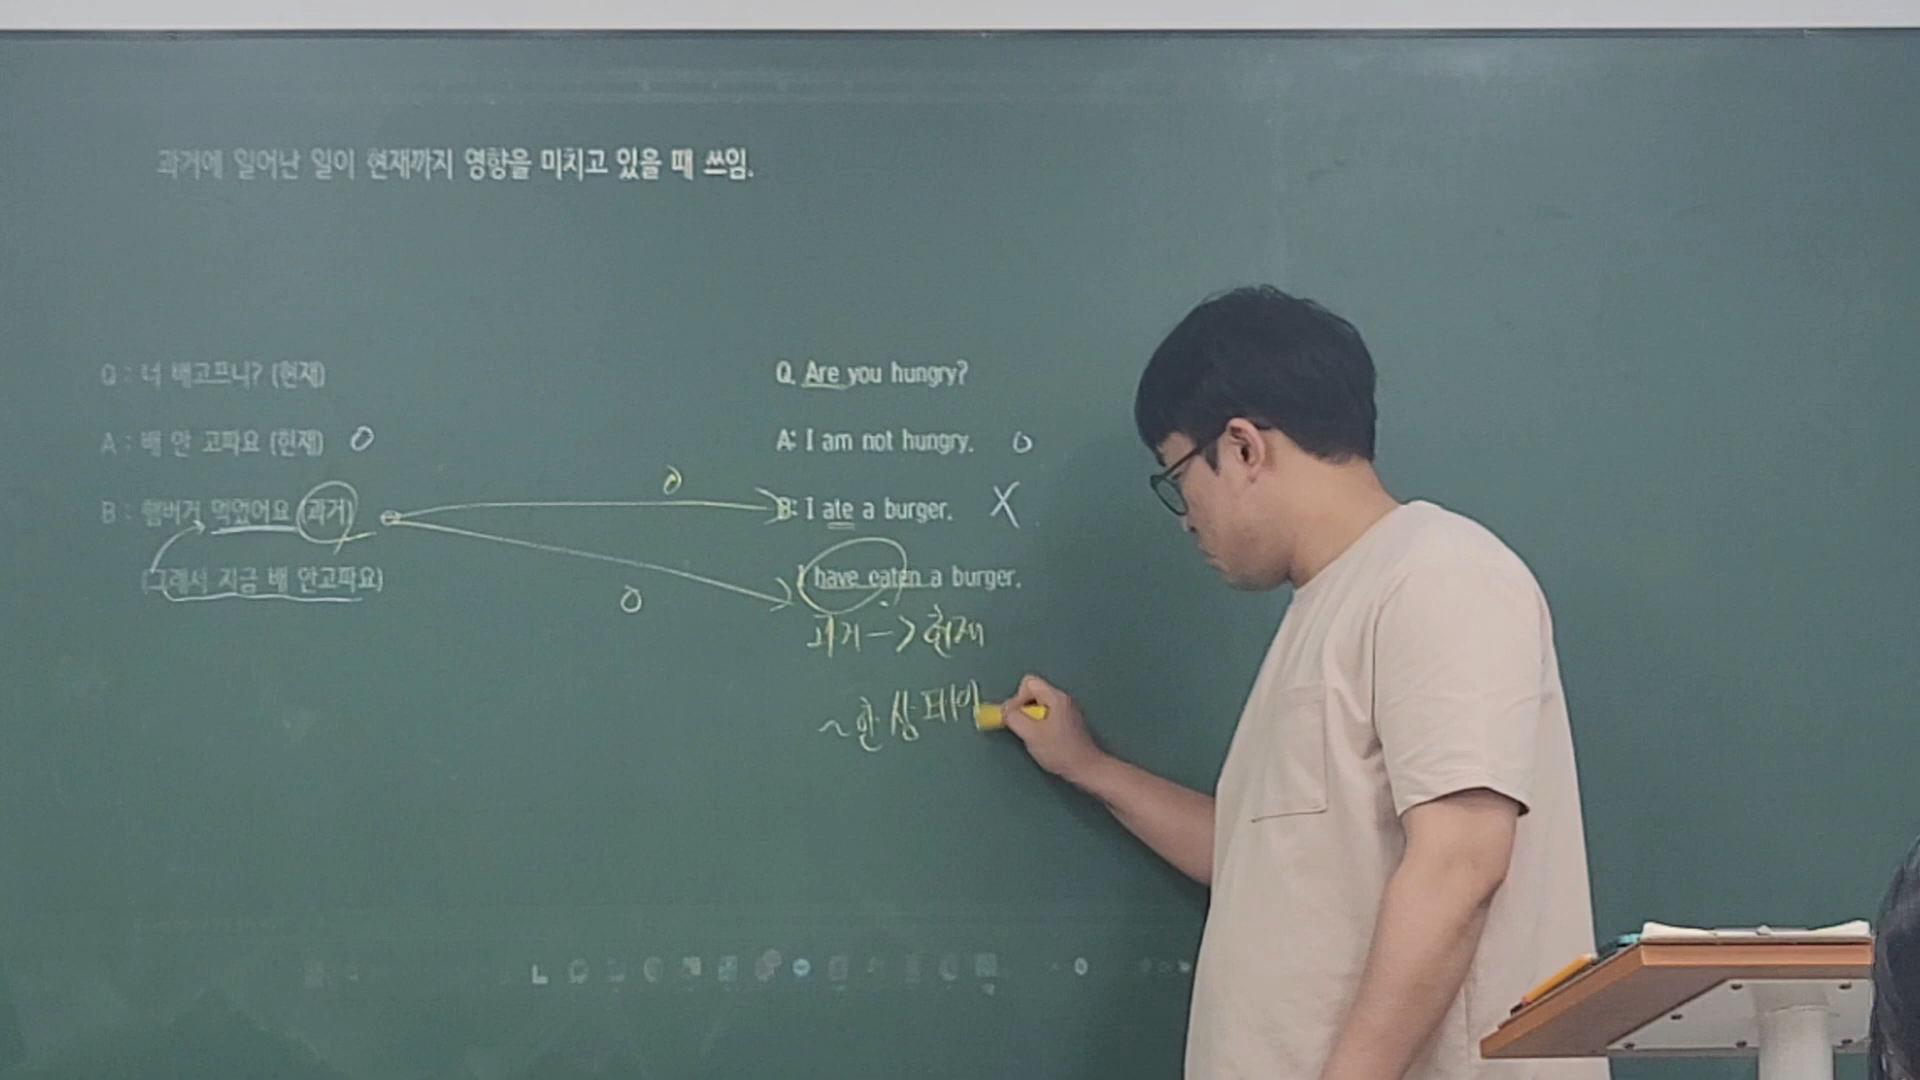 과거에 일어난 일이 현재까지 영향을 미치고 있을 때 쓰임.
Q : 너 배고프니? (현재)
A : 배 안 고파요 (현재) O
B : 햄버거 먹었어요 (과거)
(그래서 지금 배 안고파요)
O
O
Q. Are you hungry?
A: I am not hungry. O
B: I ate a burger. X
I have eaten a burger.
과거 -> 현재
~한 상태이